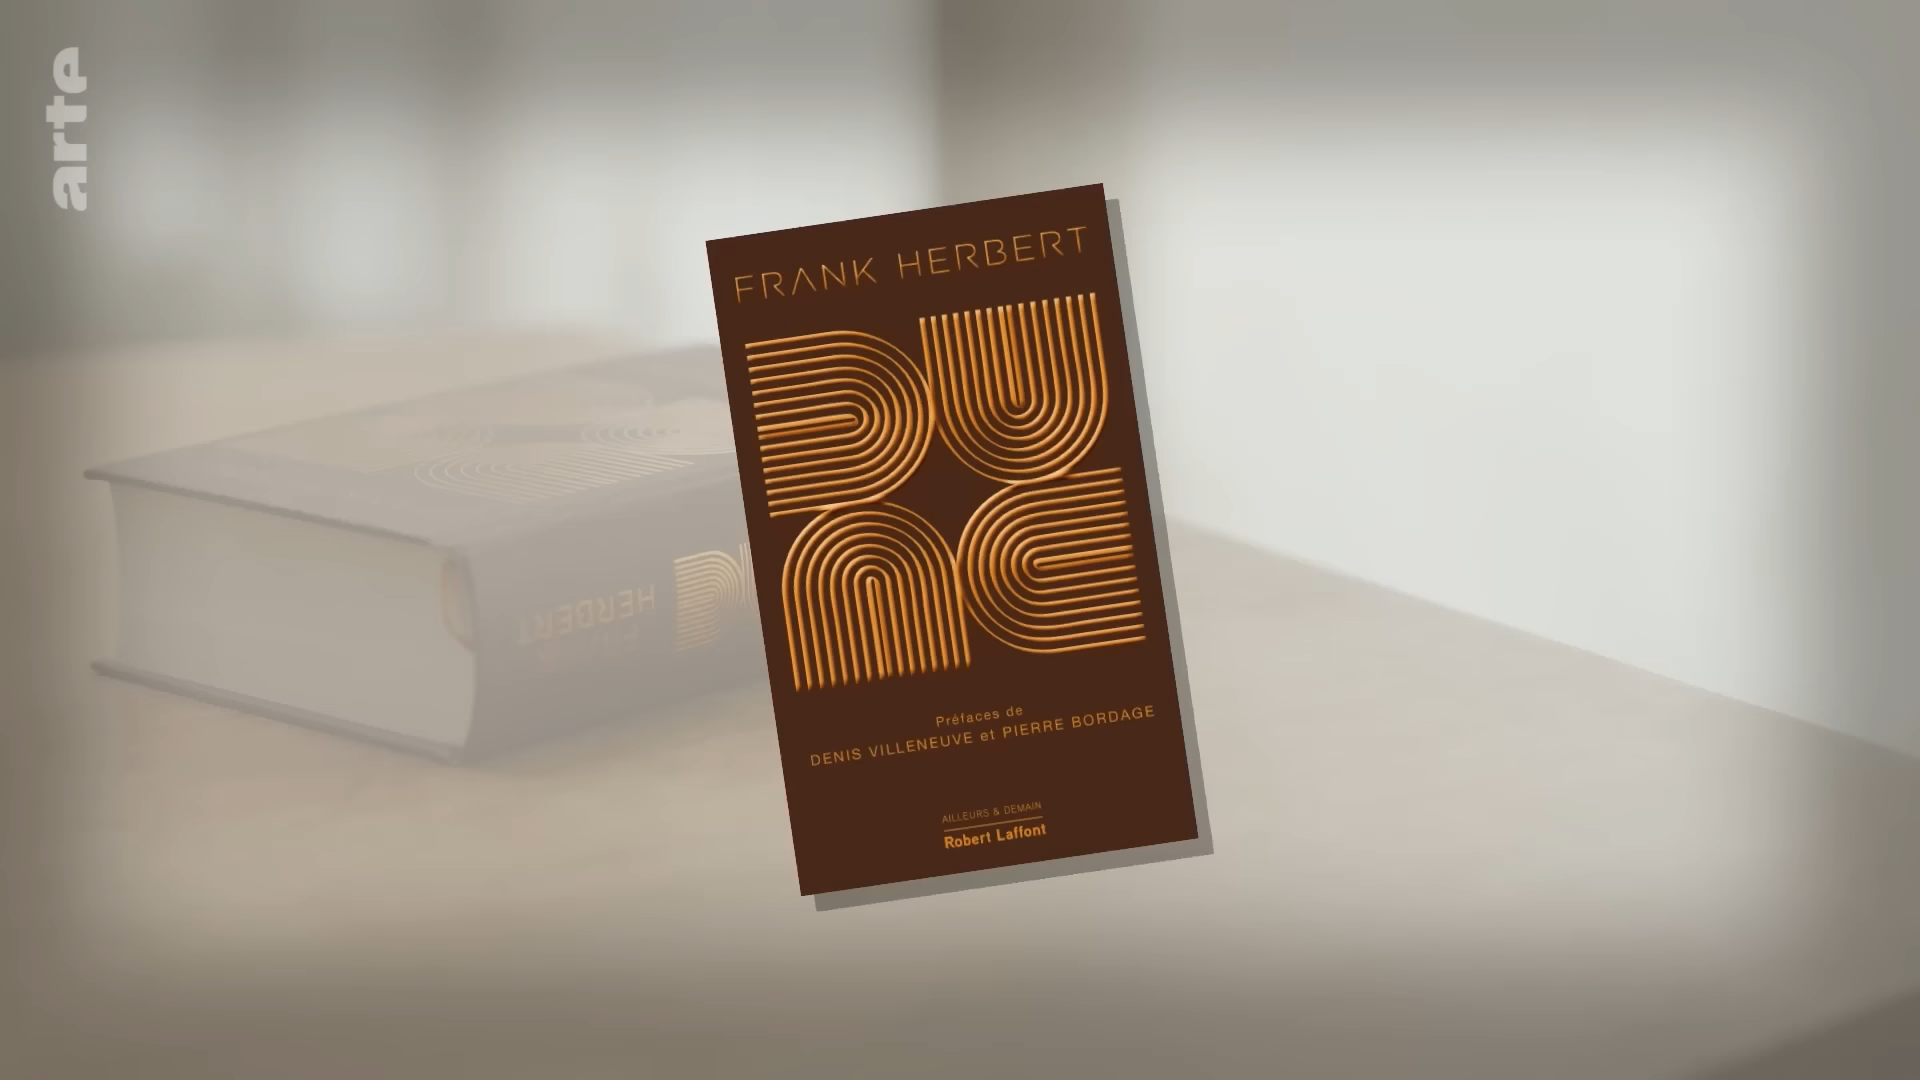 arte
FRANK HERBERT
DUNE
Préfaces de
DENIS VILLENEUVE et PIERRE BORDAGE
AILLEURS & DEMAIN
Robert Laffont
HERBERT